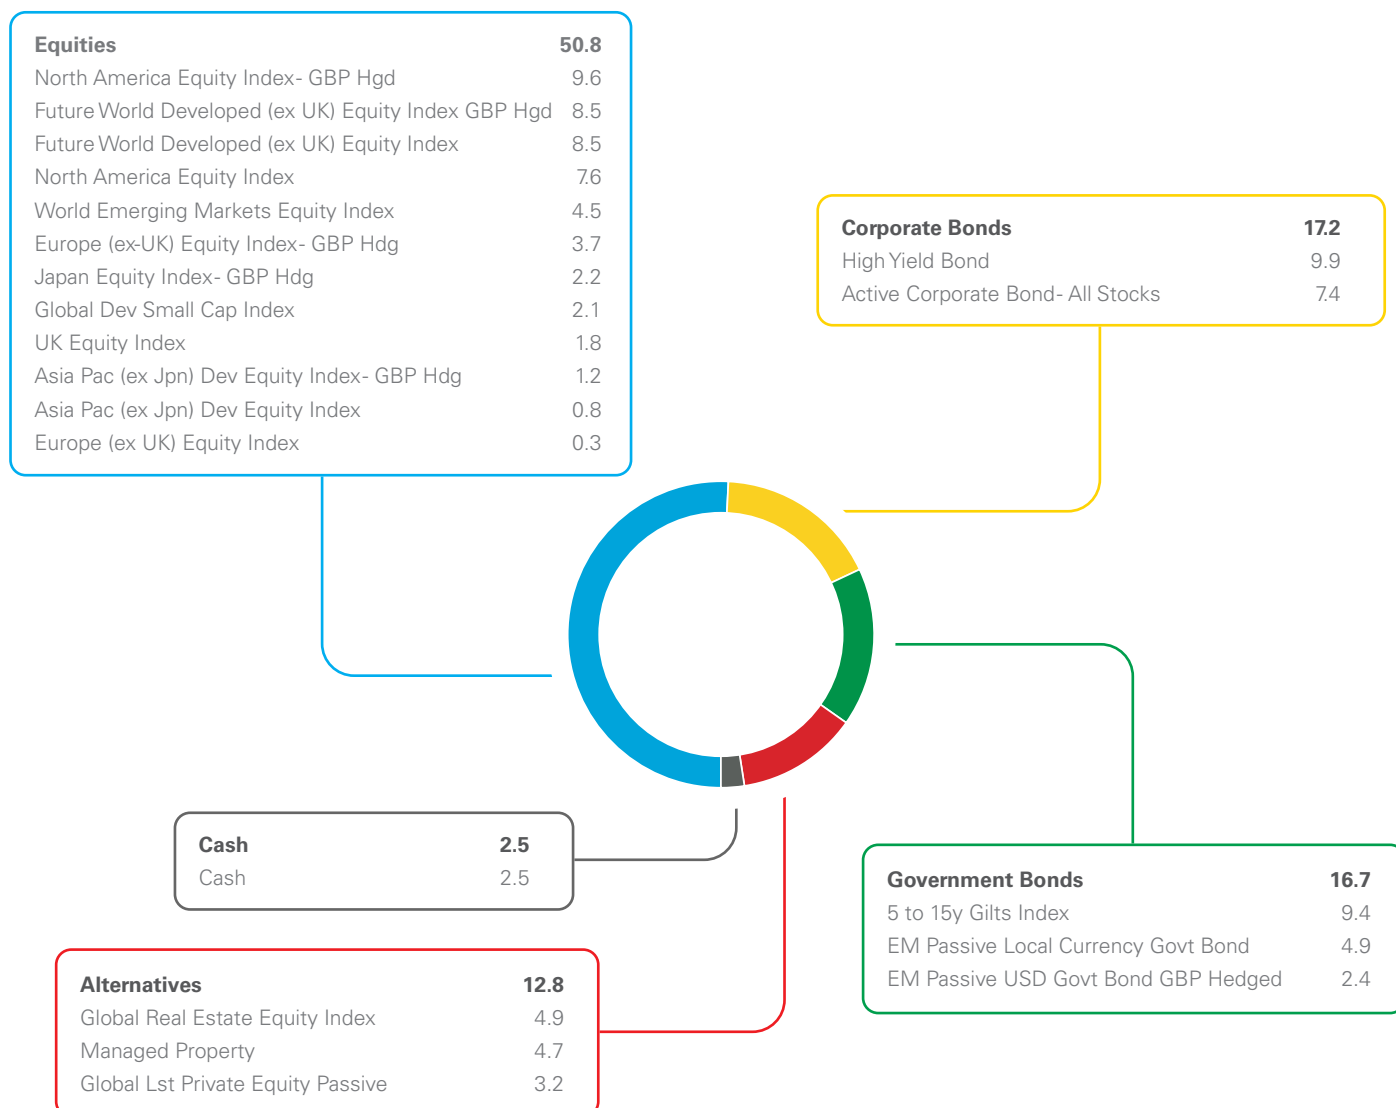 Equities 50.8
North America Equity Index- GBP Hgd 9.6
Future World Developed (ex UK) Equity Index GBP Hgd 8.5
Future World Developed (ex UK) Equity Index 8.5
North America Equity Index 7.6
World Emerging Markets Equity Index 4.5
Europe (ex-UK) Equity Index- GBP Hdg 3.7
Japan Equity Index- GBP Hdg 2.2
Global Dev Small Cap Index 2.1
UK Equity Index 1.8
Asia Pac (ex Jpn) Dev Equity Index- GBP Hdg 1.2
Asia Pac (ex Jpn) Dev Equity Index 0.8
Europe (ex UK) Equity Index 0.3
Corporate Bonds 17.2
High Yield Bond 9.9
Active Corporate Bond- All Stocks 7.4
Cash 2.5
Cash 2.5
Government Bonds 16.7
5 to 15y Gilts Index 9.4
EM Passive Local Currency Govt Bond 4.9
EM Passive USD Govt Bond GBP Hedged 2.4
Alternatives 12.8
Global Real Estate Equity Index 4.9
Managed Property 4.7
Global Lst Private Equity Passive 3.2